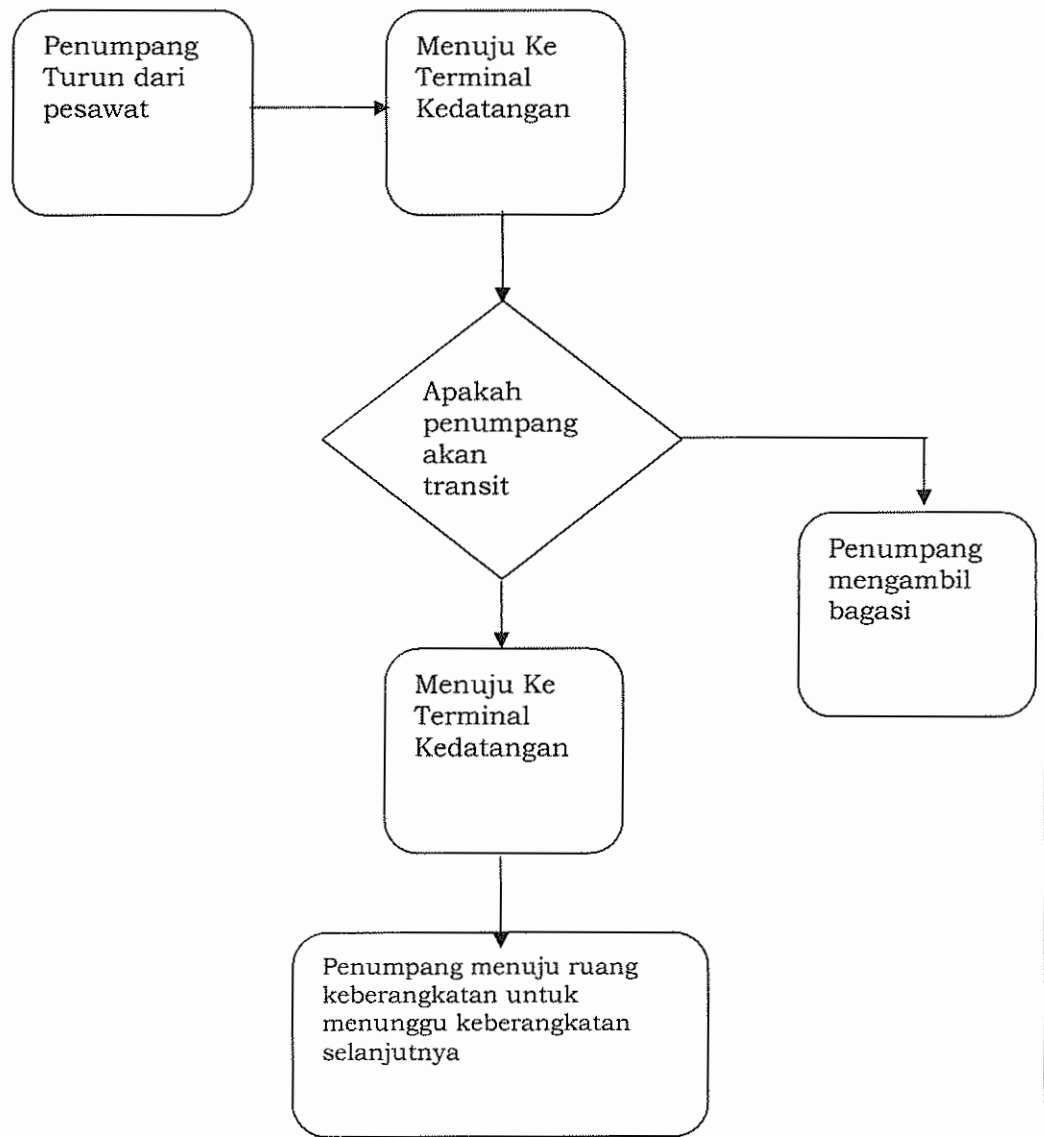 Penumpang
Turun dari
pesawat
Menuju Ke
Terminal
Kedatangan
Apakah
penumpang
akan
transit
Penumpang
mengambil
bagasi
Menuju Ke
Terminal
Kedatangan
Penumpang menuju ruang
keberangkatan untuk
menunggu keberangkatan
selanjutnya